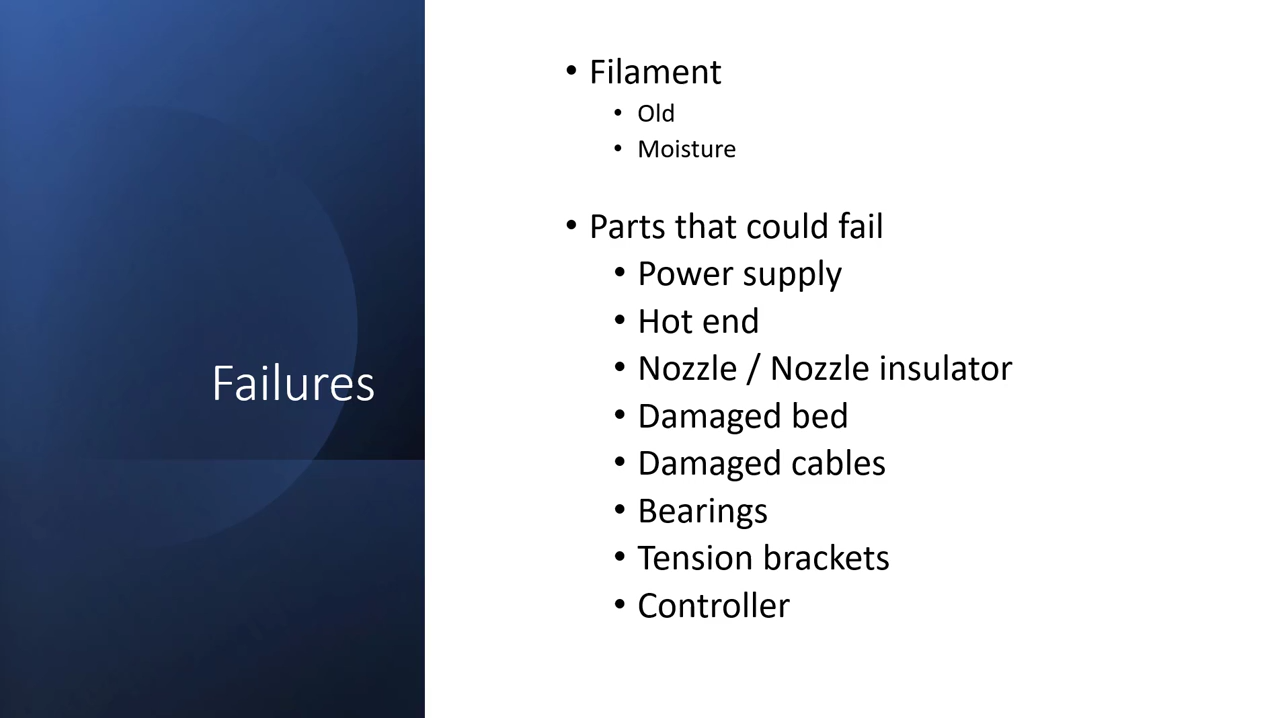 Failures
• Filament
• Old
• Moisture
• Parts that could fail
• Power supply
• Hot end
• Nozzle / Nozzle insulator
• Damaged bed
• Damaged cables
• Bearings
• Tension brackets
• Controller